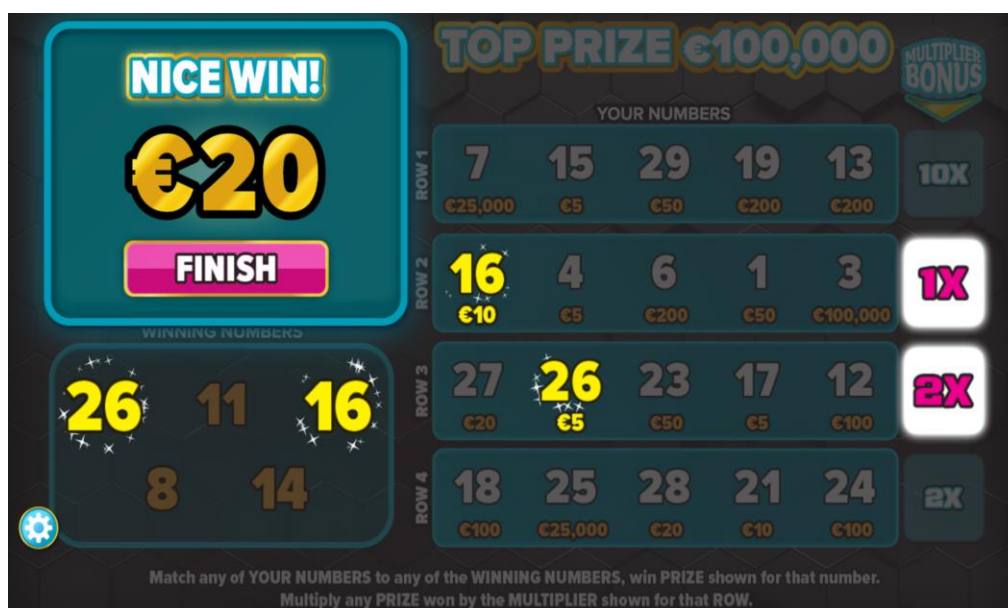 TOP PRIZE €100,000
MULTIPLIER
BONUS
NICE WIN!
€20
FINISH
YOUR NUMBERS
ROW 1
7 15 29 19 13 10X
€25,000 €5 €50 €200 €200
ROW 2
16 4 6 1 3 1X
€10 €5 €200 €50 €100,000
WINNING NUMBERS
26 11 16
8 14
ROW 3
27 26 23 17 12 2X
€20 €5 €50 €5 €100
ROW 4
18 25 28 21 24 2X
€100 €25,000 €20 €10 €100
Match any of YOUR NUMBERS to any of the WINNING NUMBERS, win PRIZE shown for that number.
Multiply any PRIZE won by the MULTIPLIER shown for that ROW.